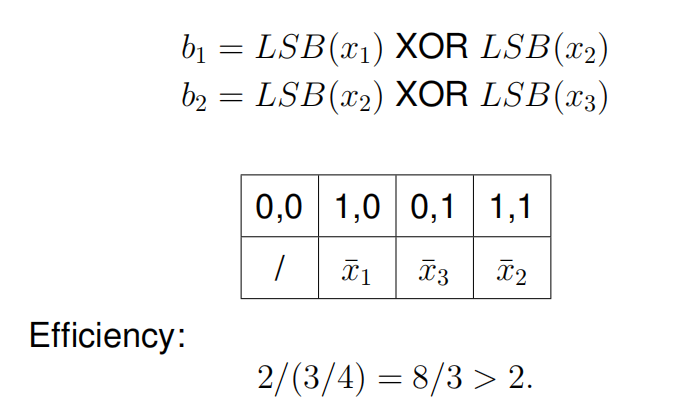 b₁ = LSB(x₁) XOR LSB(x₂)
b₂ = LSB(x₂) XOR LSB(x₃)
0,0 1,0 0,1 1,1
/ x̄₁ x̄₃ x̄₂
Efficiency:
2/(3/4) = 8/3 > 2.